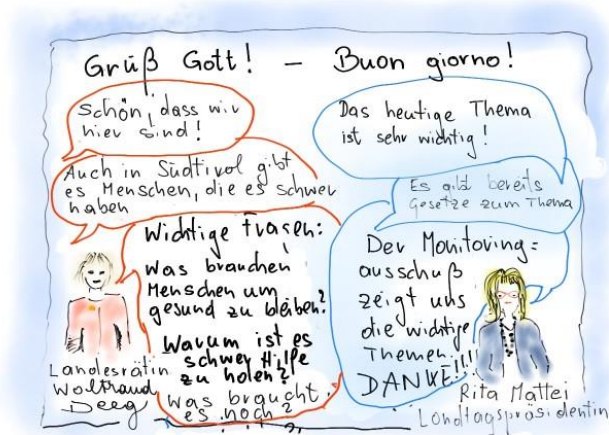 Grüß Gott! – Buon giorno!
Schön, dass wir
hier sind!
Auch in Südtirol gibt
es Menschen, die es schwer
haben
Wichtige Fragen:
Was brauchen
Menschen um
gesund zu bleiben?
Warum ist es
schwer Hilfe
zu holen?
Was braucht
es noch?
Landesrätin
Waltraud
Deeg
Das heutige Thema
ist sehr wichtig!
Es gibt bereits
Gesetze zum Thema
Der Monitoring=
ausschuß
zeigt uns
die wichtige
Themen.
DANKE!!!!
Rita Mattei
Landtagspräsidentin